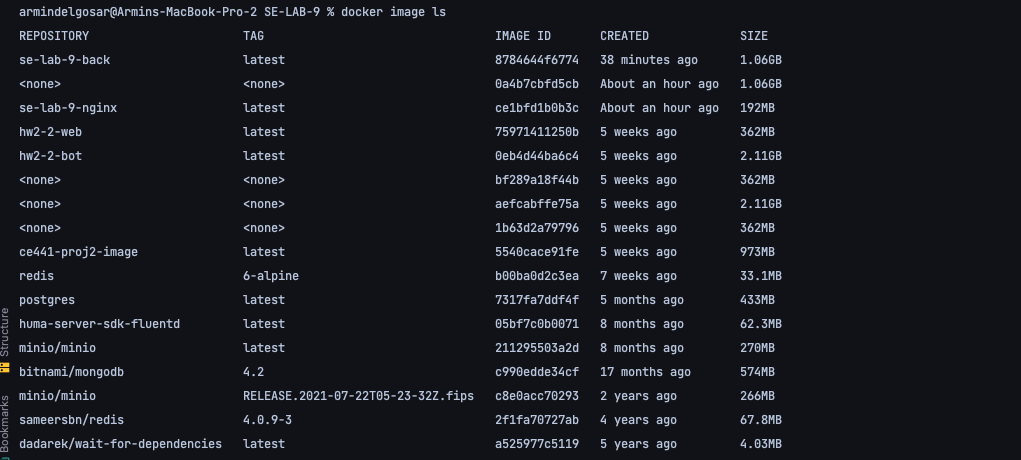 armindelgosar@Armins-MacBook-Pro-2 SE-LAB-9 % docker image ls
REPOSITORY TAG IMAGE ID CREATED SIZE
se-lab-9-back latest 8784644f6774 38 minutes ago 1.06GB
<none> <none> 0a4b7cbfd5cb About an hour ago 1.06GB
se-lab-9-nginx latest ce1bfd1b0b3c About an hour ago 192MB
hw2-2-web latest 75971411250b 5 weeks ago 362MB
hw2-2-bot latest 0eb4d44ba6c4 5 weeks ago 2.11GB
<none> <none> bf289a18f44b 5 weeks ago 362MB
<none> <none> aefcabffe75a 5 weeks ago 2.11GB
<none> <none> 1b63d2a79796 5 weeks ago 362MB
ce441-proj2-image latest 5540cace91fe 5 weeks ago 973MB
redis 6-alpine b00ba0d2c3ea 7 weeks ago 33.1MB
postgres latest 7317fa7ddf4f 5 months ago 433MB
huma-server-sdk-fluentd latest 05bf7c0b0071 8 months ago 62.3MB
minio/minio latest 211295503a2d 8 months ago 270MB
bitnami/mongodb 4.2 c990edde34cf 17 months ago 574MB
minio/minio RELEASE.2021-07-22T05-23-32Z.fips c8e0acc70293 2 years ago 266MB
sameersbn/redis 4.0.9-3 2f1fa70727ab 4 years ago 67.8MB
dadarek/wait-for-dependencies latest a525977c5119 5 years ago 4.03MB
Structure
Bookmarks